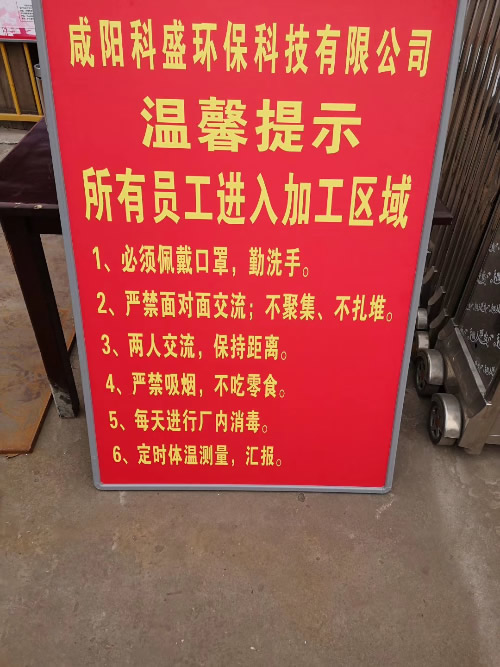 咸阳科盛环保科技有限公司
温馨提示
所有员工进入加工区域
1、必须佩戴口罩，勤洗手。
2、严禁面对面交流；不聚集、不扎堆。
3、两人交流，保持距离。
4、严禁吸烟，不吃零食。
5、每天进行厂内消毒。
6、定时体温测量，汇报。